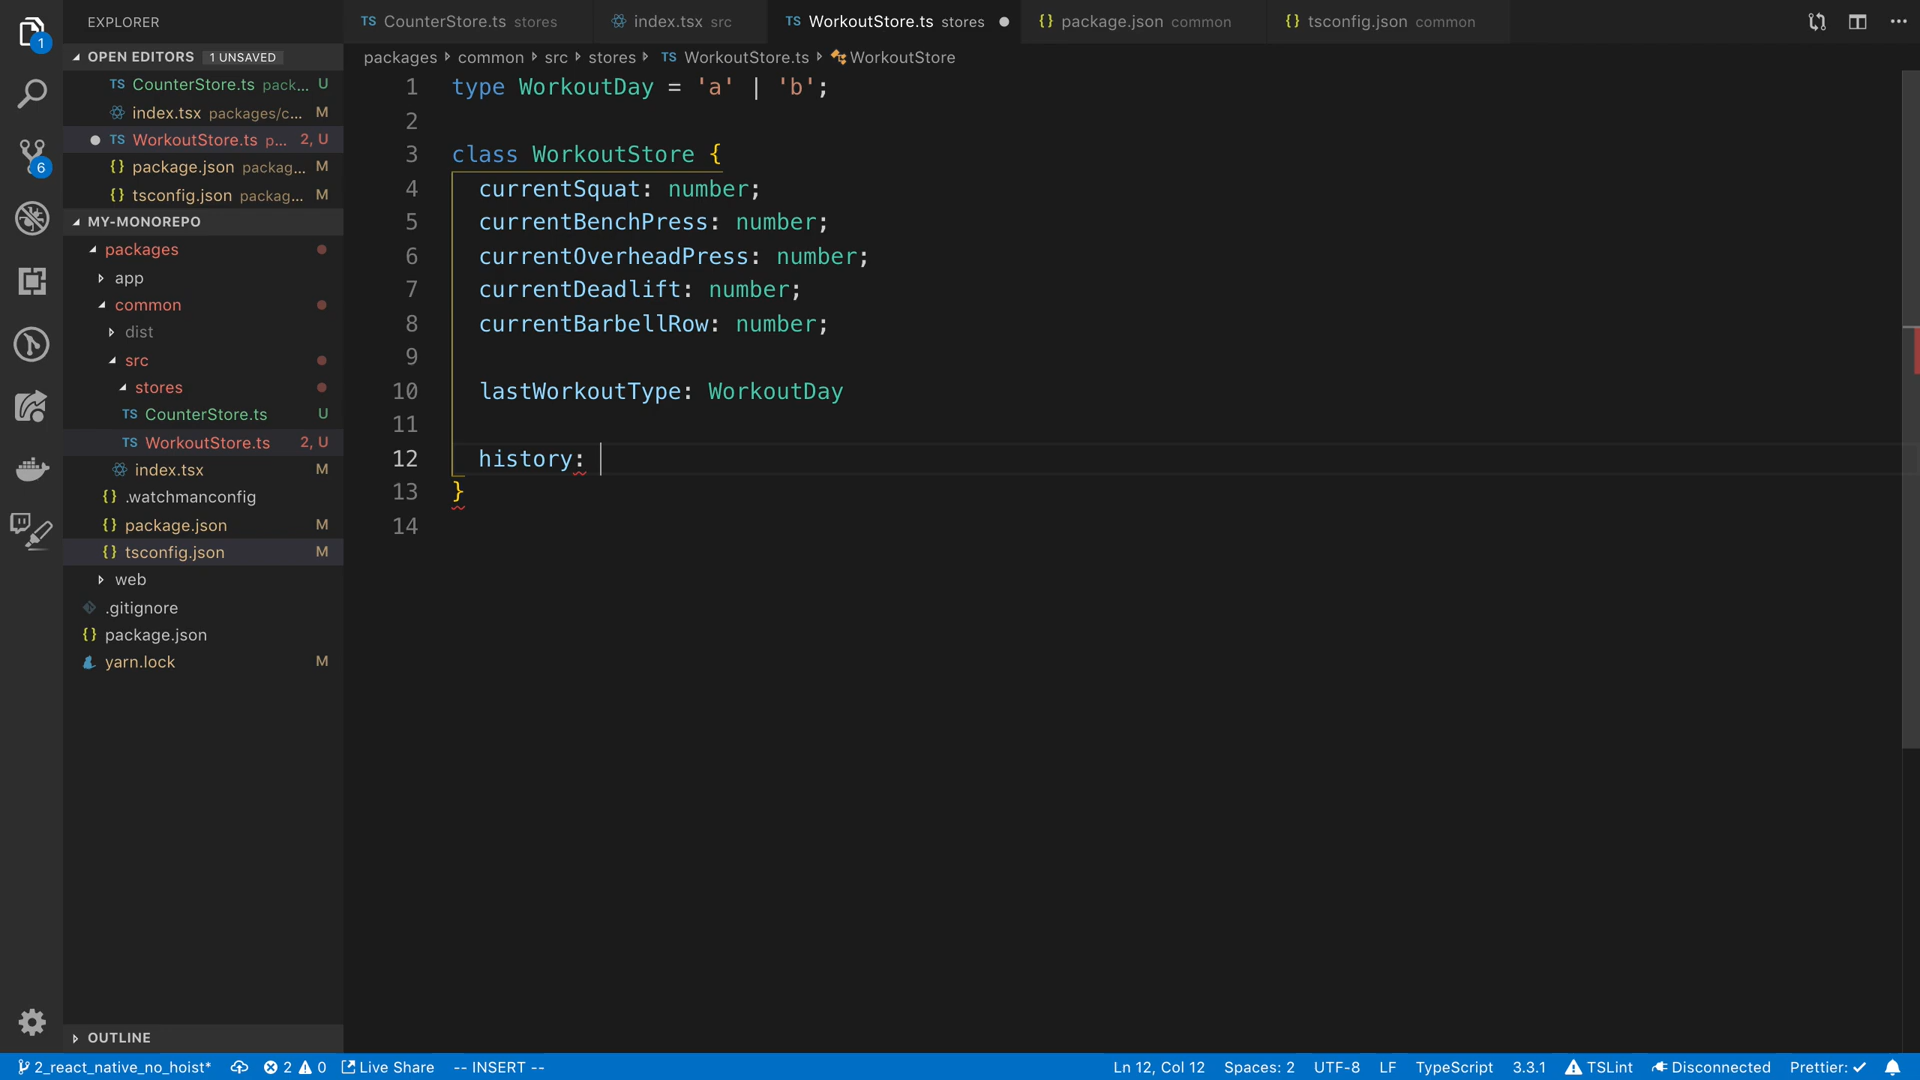 EXPLORER
OPEN EDITORS 1 UNSAVED
TS CounterStore.ts pack... U
index.tsx packages/c... M
TS WorkoutStore.ts p... 2, U
{} package.json packag... M
{} tsconfig.json packag... M
MY-MONOREPO
packages
app
common
dist
src
stores
TS CounterStore.ts U
TS WorkoutStore.ts 2, U
index.tsx M
{} .watchmanconfig
{} package.json M
{} tsconfig.json M
web
.gitignore
{} package.json
yarn.lock M
OUTLINE
1
6
TS CounterStore.ts stores
index.tsx src
TS WorkoutStore.ts stores
{} package.json common
{} tsconfig.json common
packages common src stores TS WorkoutStore.ts WorkoutStore
1 type WorkoutDay = 'a' | 'b';
2
3 class WorkoutStore {
4 currentSquat: number;
5 currentBenchPress: number;
6 currentOverheadPress: number;
7 currentDeadlift: number;
8 currentBarbellRow: number;
9
10 lastWorkoutType: WorkoutDay
11
12 history:
13 }
14
2_react_native_no_hoist* 2 0 Live Share -- INSERT -- Ln 12, Col 12 Spaces: 2 UTF-8 LF TypeScript 3.3.1 TSLint Disconnected Prettier: